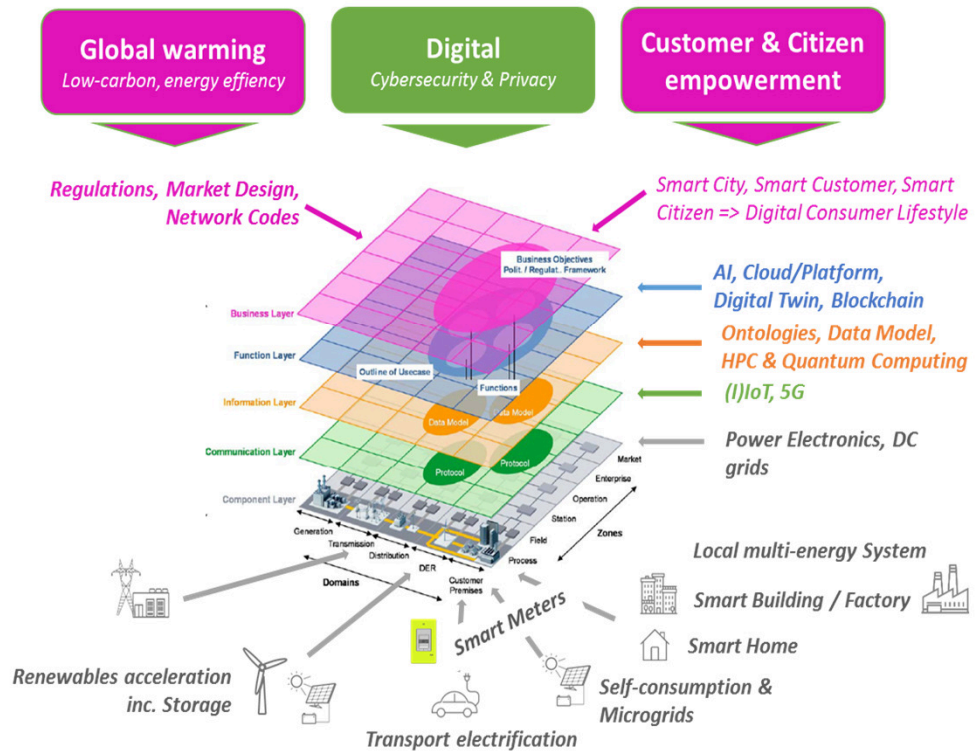 Global warming
Low-carbon, energy effiency
Digital
Cybersecurity & Privacy
Customer & Citizen
empowerment
Regulations, Market Design,
Network Codes
Smart City, Smart Customer, Smart
Citizen => Digital Consumer Lifestyle
Business Objectives
Polit. / Regulat. Framework
AI, Cloud/Platform,
Digital Twin, Blockchain
Business Layer
Ontologies, Data Model,
HPC & Quantum Computing
Function Layer
Outline of Usecase
Functions
(I)IoT, 5G
Information Layer
Data Model
Data Model
Power Electronics, DC
grids
Communication Layer
Protocol
Protocol
Market
Enterprise
Operation
Station
Field
Process
Zones
Component Layer
Generation
Transmission
Distribution
DER
Customer
Premises
Domains
Local multi-energy System
Smart Building / Factory
Smart Meters
Smart Home
Renewables acceleration
inc. Storage
Self-consumption &
Microgrids
Transport electrification